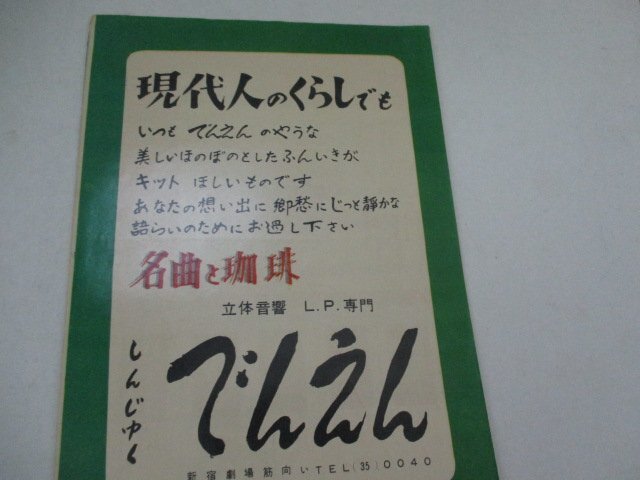 現代人のくらしでも
いつも でんえん のやうな
美しいほのぼのとしたふんいきが
キット ほしいものです
あなたの想い出に 郷愁にじっと静かな
語らいのためにお過し下さい
名曲と珈琲
立体音響 L.P.専門
しんじゆく
でんえん
新宿劇場筋向いTEL(35)0040